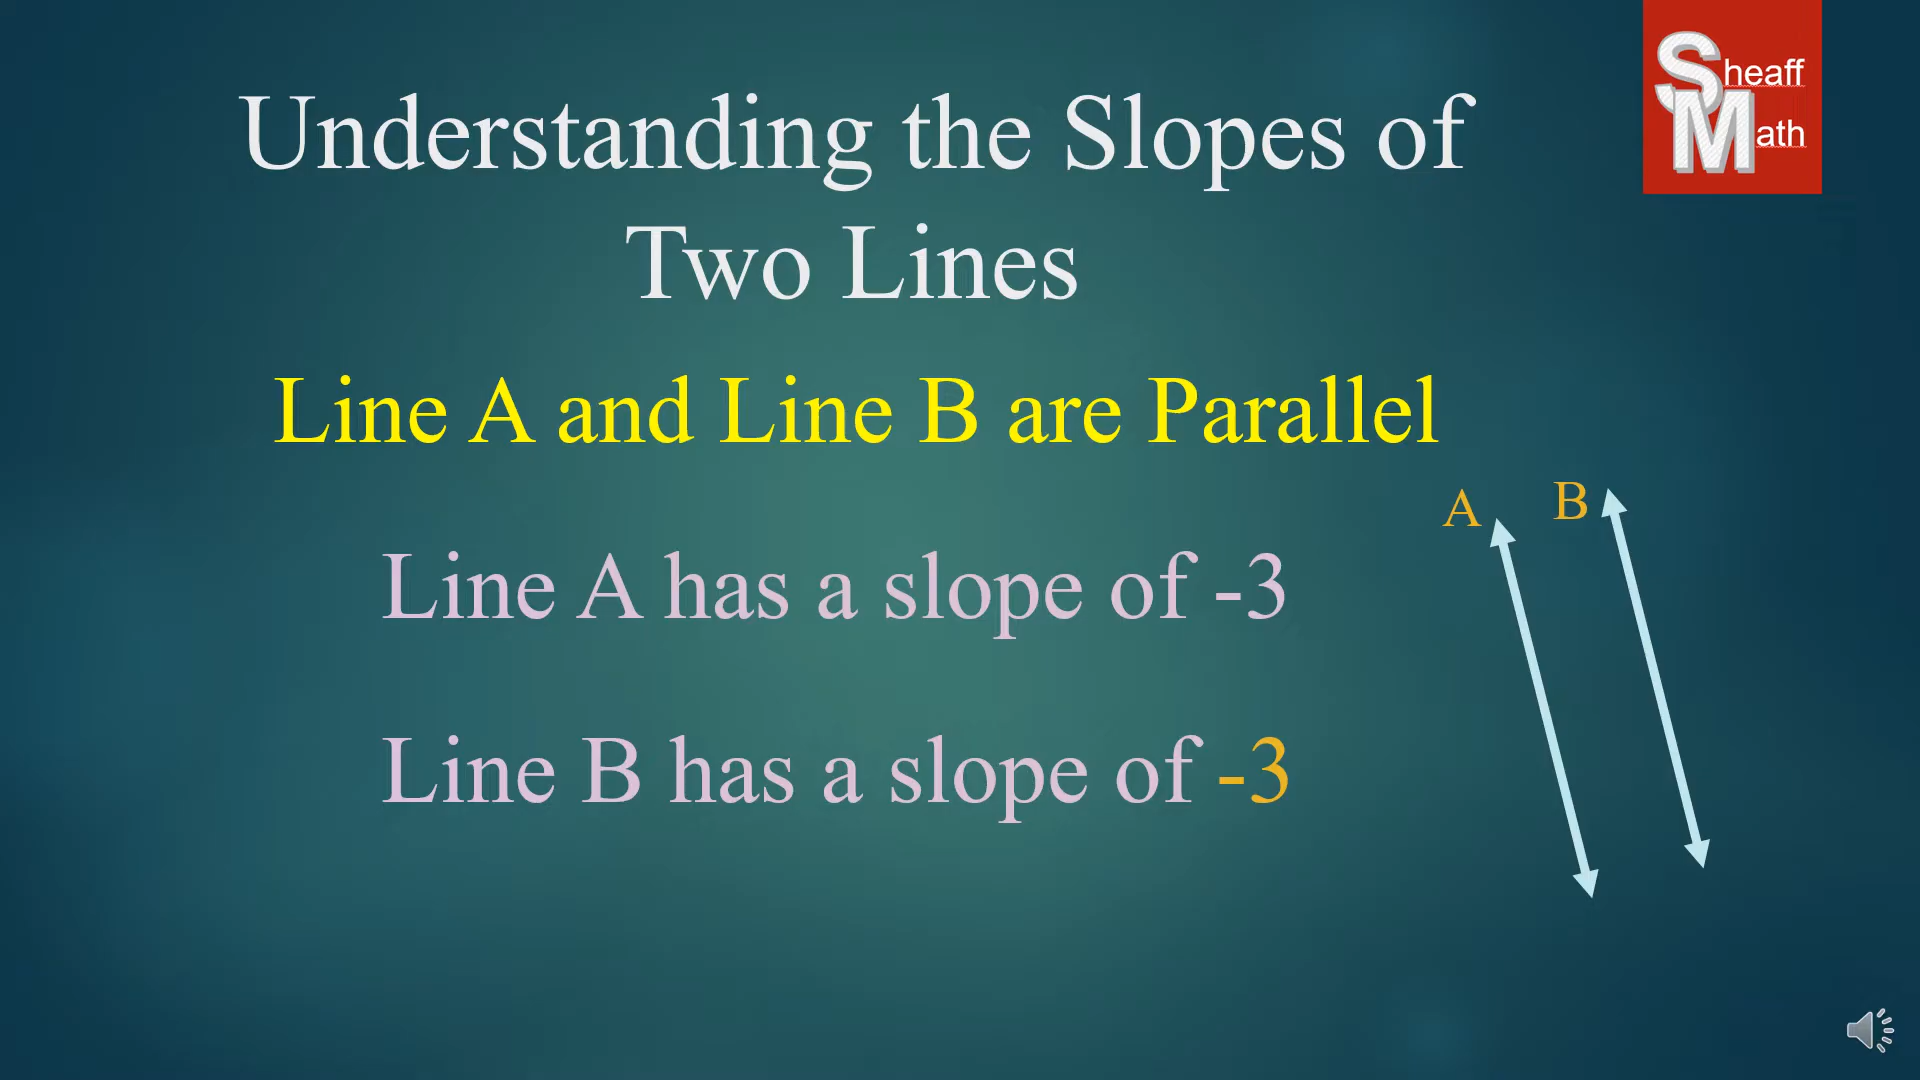 Understanding the Slopes of
Two Lines
Sheaff
Math
Line A and Line B are Parallel
A
B
Line A has a slope of -3
Line B has a slope of -3